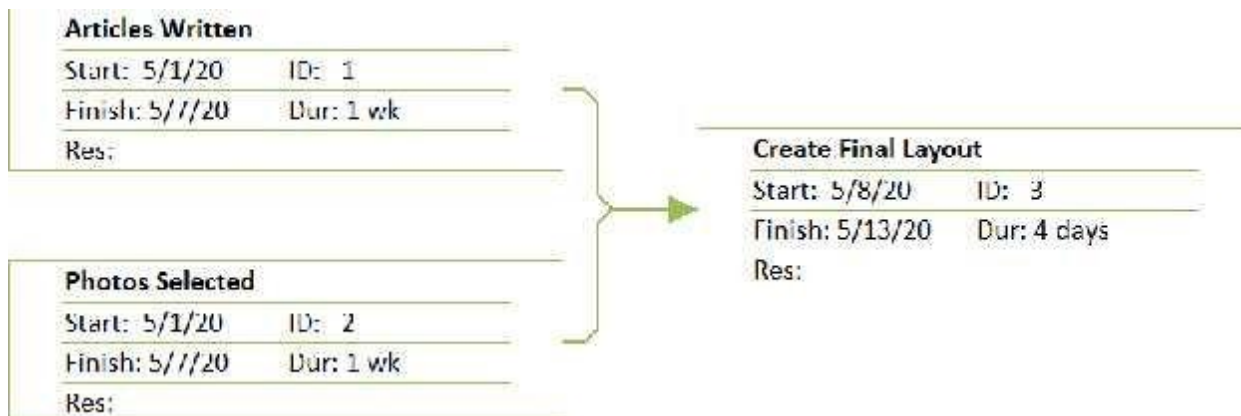 Articles Written
Start: 5/1/20 ID: 1
Finish: 5/7/20 Dur: 1 wk
Res:
Create Final Layout
Start: 5/8/20 ID: 3
Finish: 5/13/20 Dur: 4 days
Res:
Photos Selected
Start: 5/1/20 ID: 2
Finish: 5/7/20 Dur: 1 wk
Res: